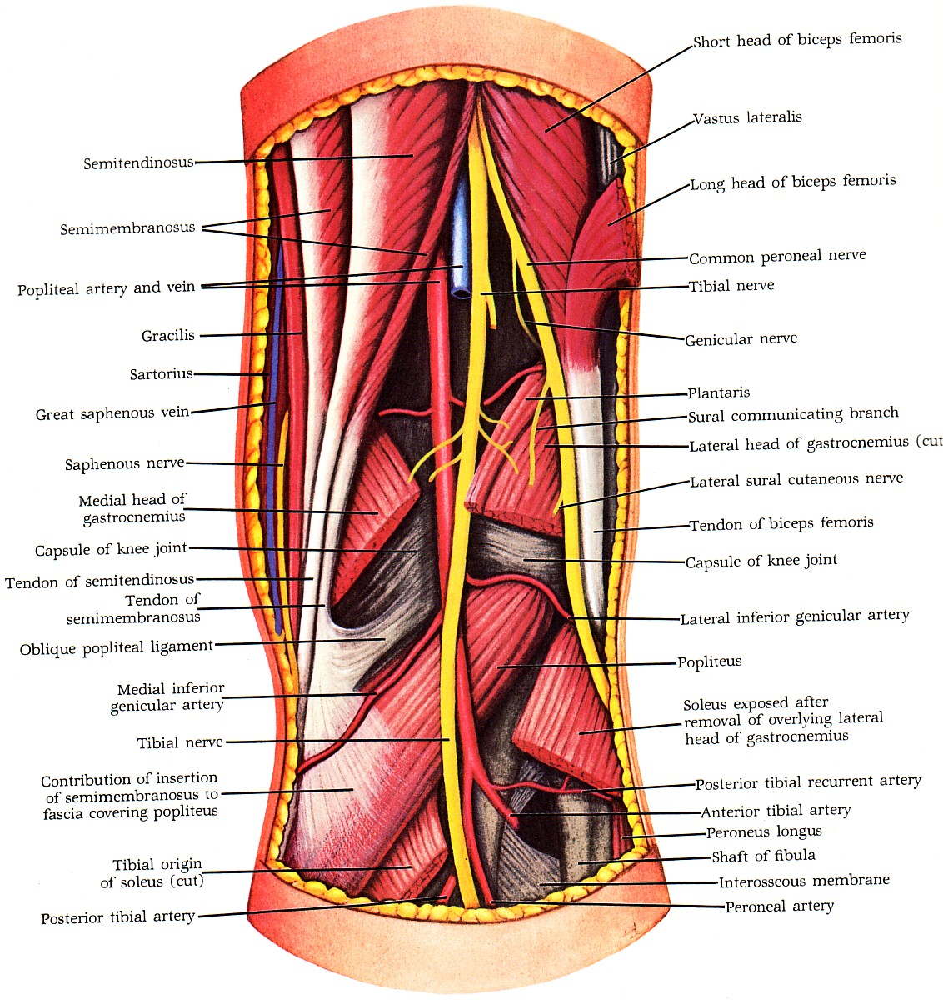 Semitendinosus
Semimembranosus
Popliteal artery and vein
Gracilis
Sartorius
Great saphenous vein
Saphenous nerve
Medial head of
gastrocnemius
Capsule of knee joint
Tendon of semitendinosus
Tendon of
semimembranosus
Oblique popliteal ligament
Medial inferior
genicular artery
Tibial nerve
Contribution of insertion
of semimembranosus to
fascia covering popliteus
Tibial origin
of soleus (cut)
Posterior tibial artery
Short head of biceps femoris
Vastus lateralis
Long head of biceps femoris
Common peroneal nerve
Tibial nerve
Genicular nerve
Plantaris
Sural communicating branch
Lateral head of gastrocnemius (cut
Lateral sural cutaneous nerve
Tendon of biceps femoris
Capsule of knee joint
Lateral inferior genicular artery
Popliteus
Soleus exposed after
removal of overlying lateral
head of gastrocnemius
Posterior tibial recurrent artery
Anterior tibial artery
Peroneus longus
Shaft of fibula
Interosseous membrane
Peroneal artery